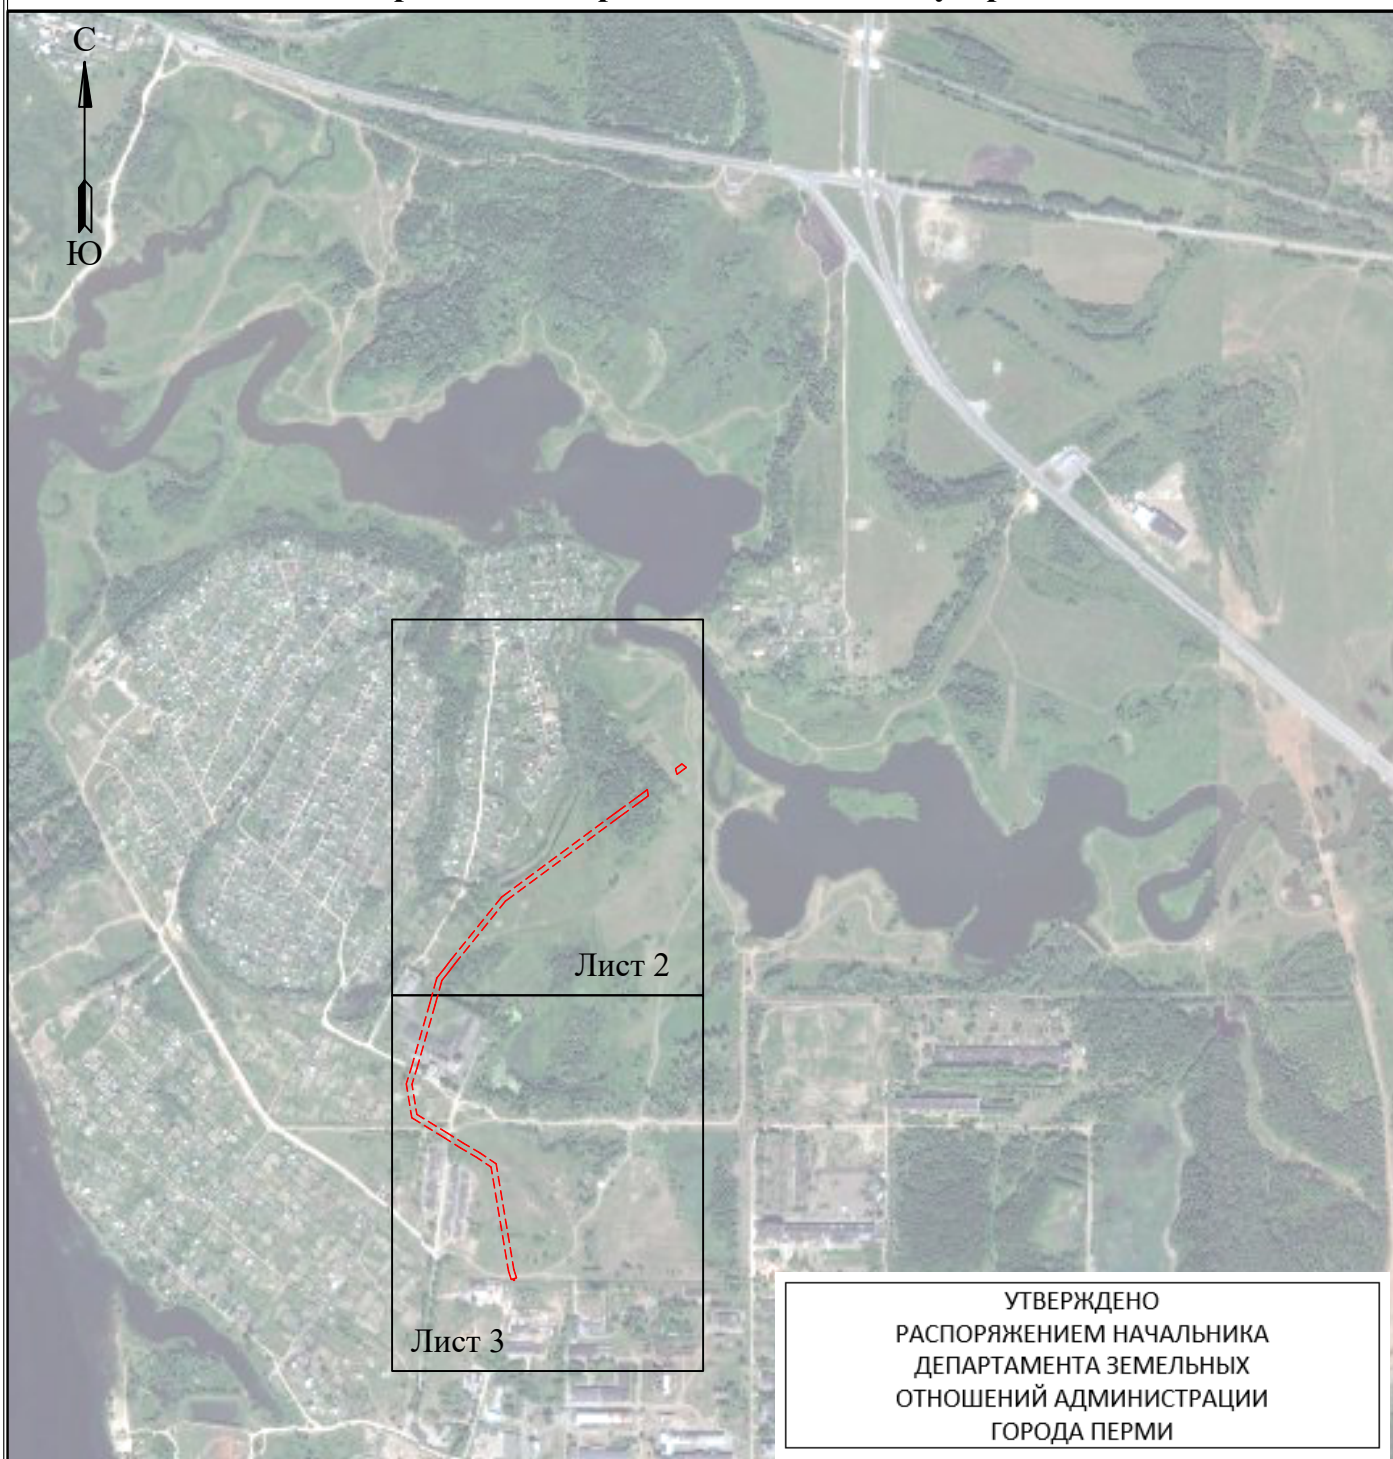 С
Ю
Лист 2
Лист 3
УТВЕРЖДЕНО
РАСПОРЯЖЕНИЕМ НАЧАЛЬНИКА
ДЕПАРТАМЕНТА ЗЕМЕЛЬНЫХ
ОТНОШЕНИЙ АДМИНИСТРАЦИИ
ГОРОДА ПЕРМИ